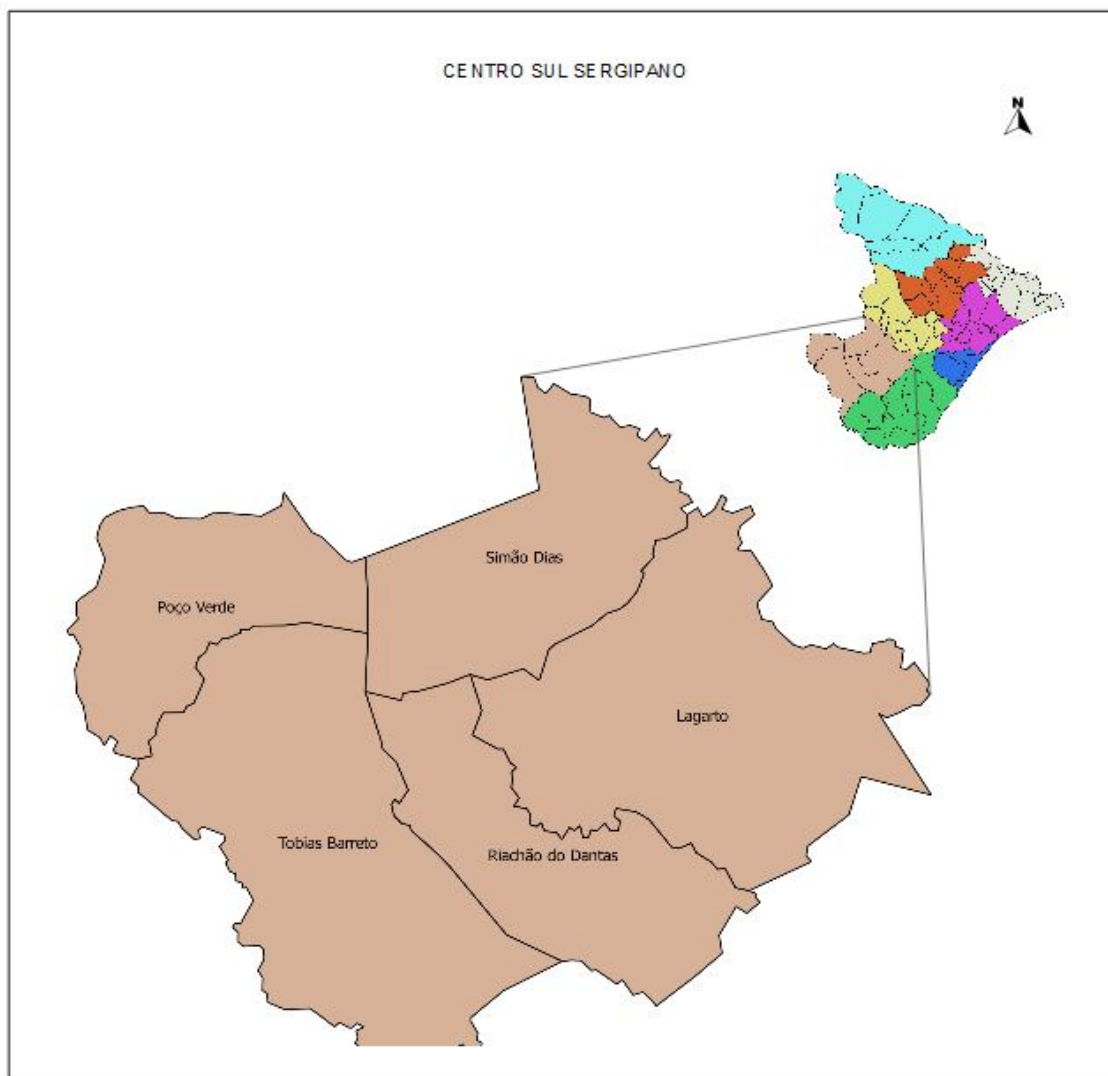 CENTRO SUL SERGIPANO
N
Simão Dias
Poço Verde
Lagarto
Tobias Barreto
Riachão do Dantas